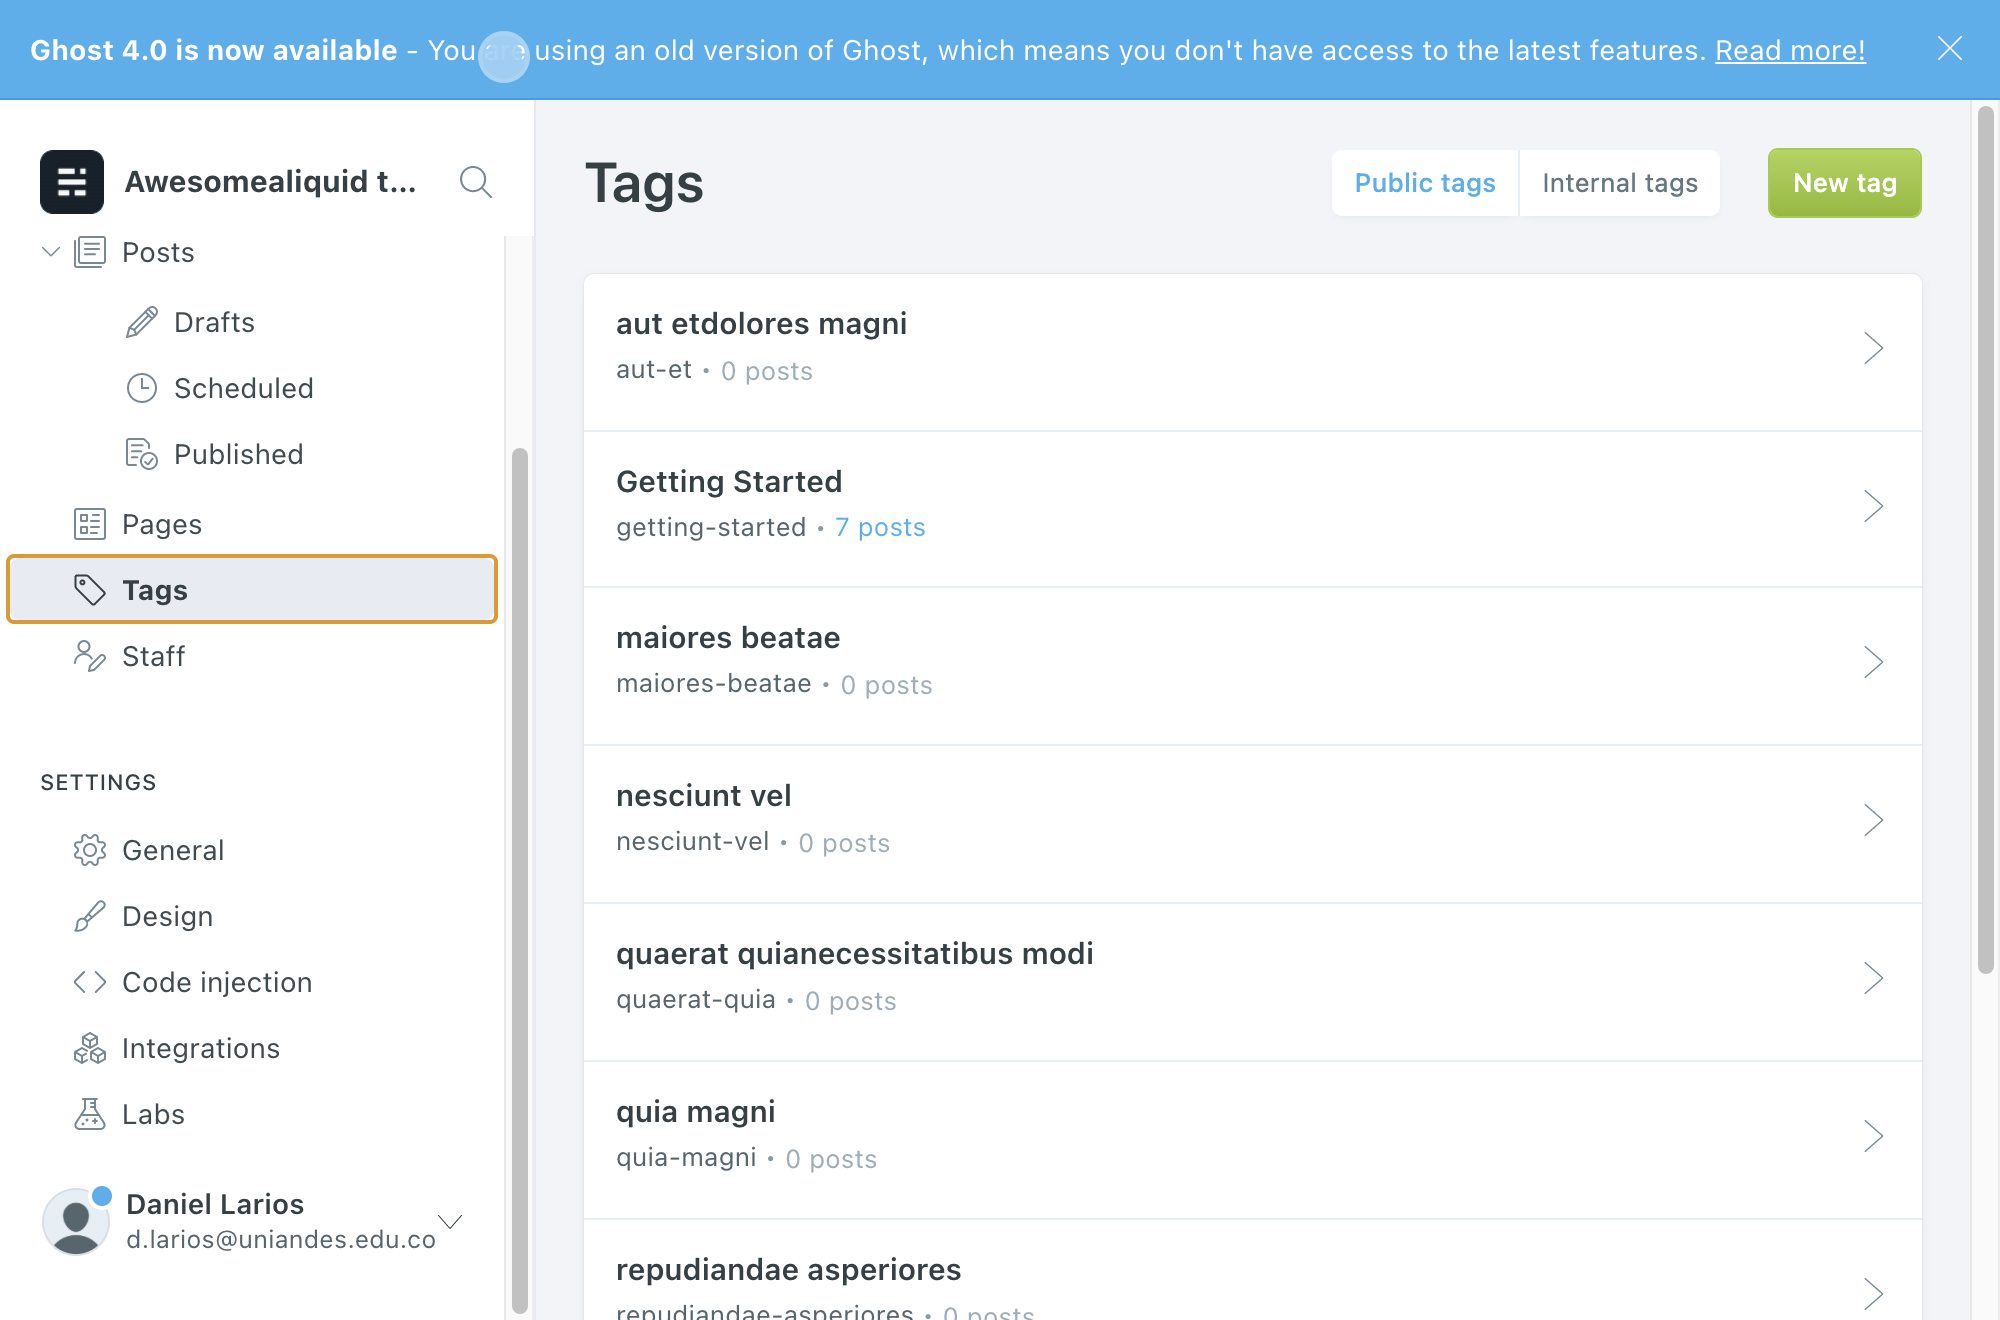 Ghost 4.0 is now available - You are using an old version of Ghost, which means you don't have access to the latest features. Read more!
Awesomealiquid t...
Posts
Drafts
Scheduled
Published
Pages
Tags
Staff
SETTINGS
General
Design
Code injection
Integrations
Labs
Daniel Larios
d.larios@uniandes.edu.co
Tags
Public tags
Internal tags
New tag
aut etdolores magni
aut-et • 0 posts
Getting Started
getting-started • 7 posts
maiores beatae
maiores-beatae • 0 posts
nesciunt vel
nesciunt-vel • 0 posts
quaerat quianecessitatibus modi
quaerat-quia • 0 posts
quia magni
quia-magni • 0 posts
repudiandae asperiores
repudiandae-asperiores • 0 posts